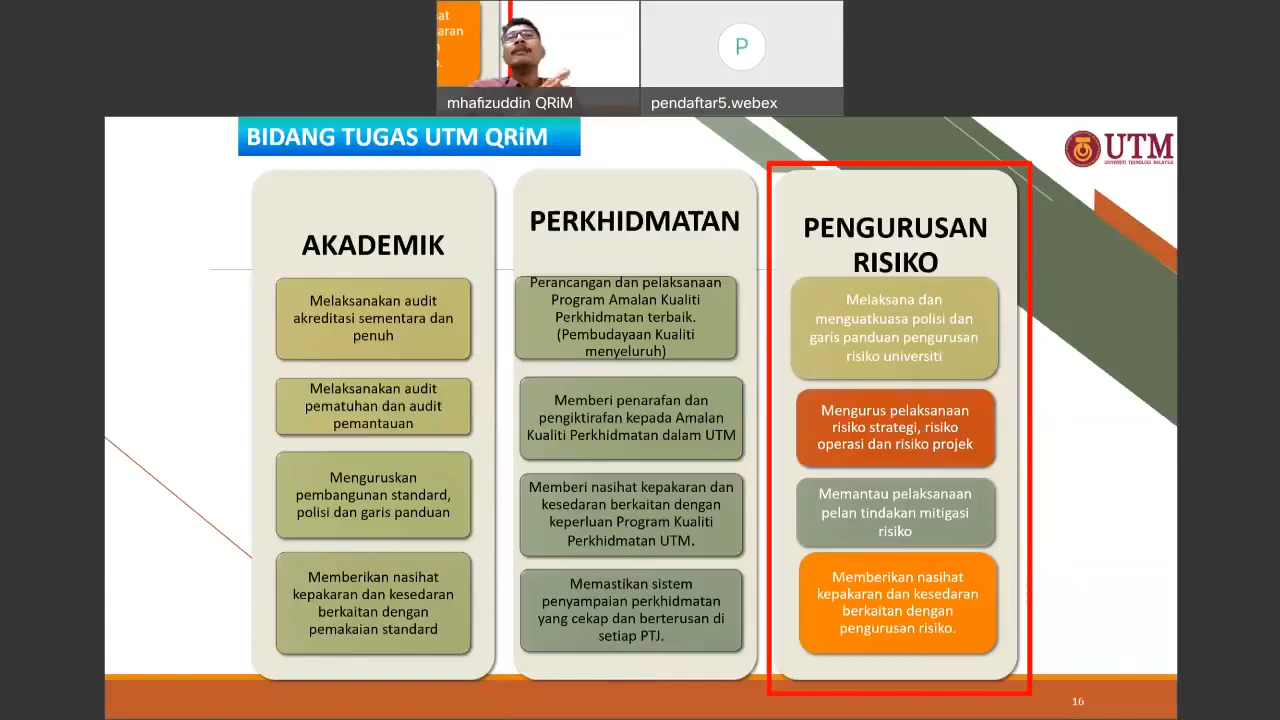 at
aran
mhafizuddin QRiM
P
pendaftar5.webex
BIDANG TUGAS UTM QRiM
UTM
UNIVERSITI TEKNOLOGI MALAYSIA
AKADEMIK
Melaksanakan audit
akreditasi sementara dan
penuh
Melaksanakan audit
pematuhan dan audit
pemantauan
Menguruskan
pembangunan standard,
polisi dan garis panduan
Memberikan nasihat
kepakaran dan kesedaran
berkaitan dengan
pemakaian standard
PERKHIDMATAN
Perancangan dan pelaksanaan
Program Amalan Kualiti
Perkhidmatan terbaik.
(Pembudayaan Kualiti
menyeluruh)
Memberi penarafan dan
pengiktirafan kepada Amalan
Kualiti Perkhidmatan dalam UTM
Memberi nasihat kepakaran dan
kesedaran berkaitan dengan
keperluan Program Kualiti
Perkhidmatan UTM.
Memastikan sistem
penyampaian perkhidmatan
yang cekap dan berterusan di
setiap PTJ.
PENGURUSAN
RISIKO
Melaksana dan
menguatkuasa polisi dan
garis panduan pengurusan
risiko universiti
Mengurus pelaksanaan
risiko strategi, risiko
operasi dan risiko projek
Memantau pelaksanaan
pelan tindakan mitigasi
risiko
Memberikan nasihat
kepakaran dan kesedaran
berkaitan dengan
pengurusan risiko.
16